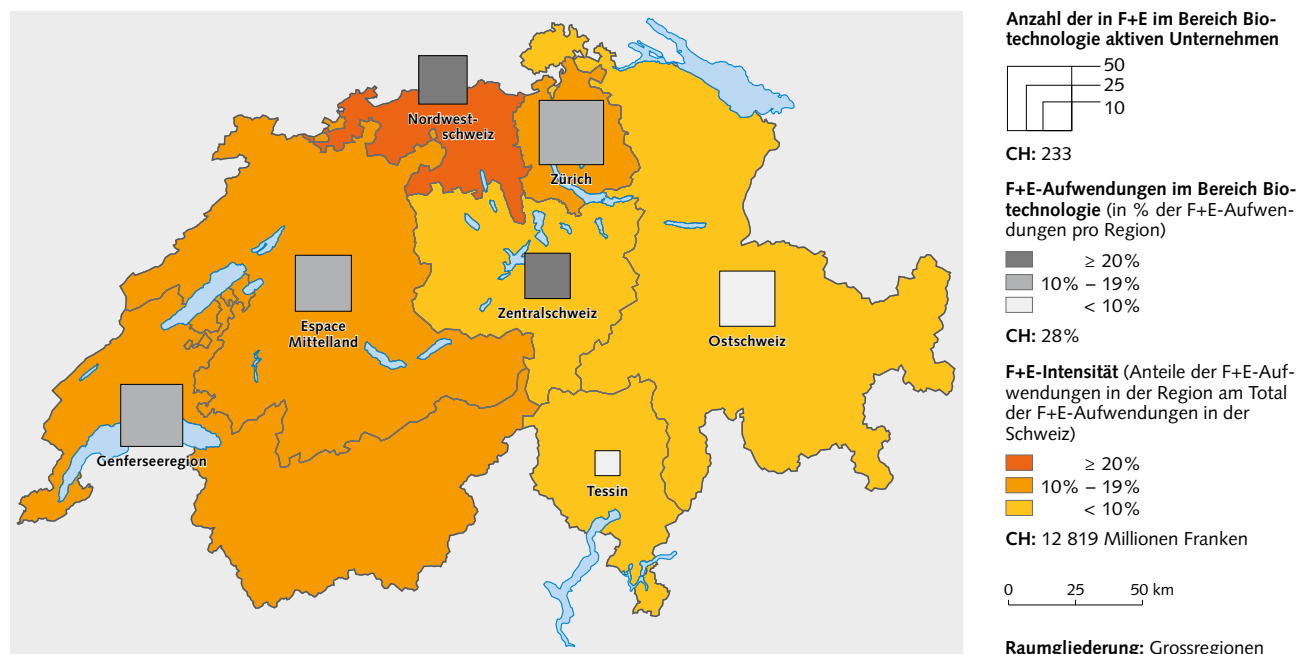 Nordwest-
schweiz
Zürich
Espace
Mittelland
Zentralschweiz
Ostschweiz
Genferseeregion
Tessin
Anzahl der in F+E im Bereich Bio-
technologie aktiven Unternehmen
50
25
10
CH: 233
F+E-Aufwendungen im Bereich Bio-
technologie (in % der F+E-Aufwen-
dungen pro Region)
≥ 20%
10% – 19%
< 10%
CH: 28%
F+E-Intensität (Anteile der F+E-Auf-
wendungen in der Region am Total
der F+E-Aufwendungen in der
Schweiz)
≥ 20%
10% – 19%
< 10%
CH: 12 819 Millionen Franken
0 25 50 km
Raumgliederung: Grossregionen